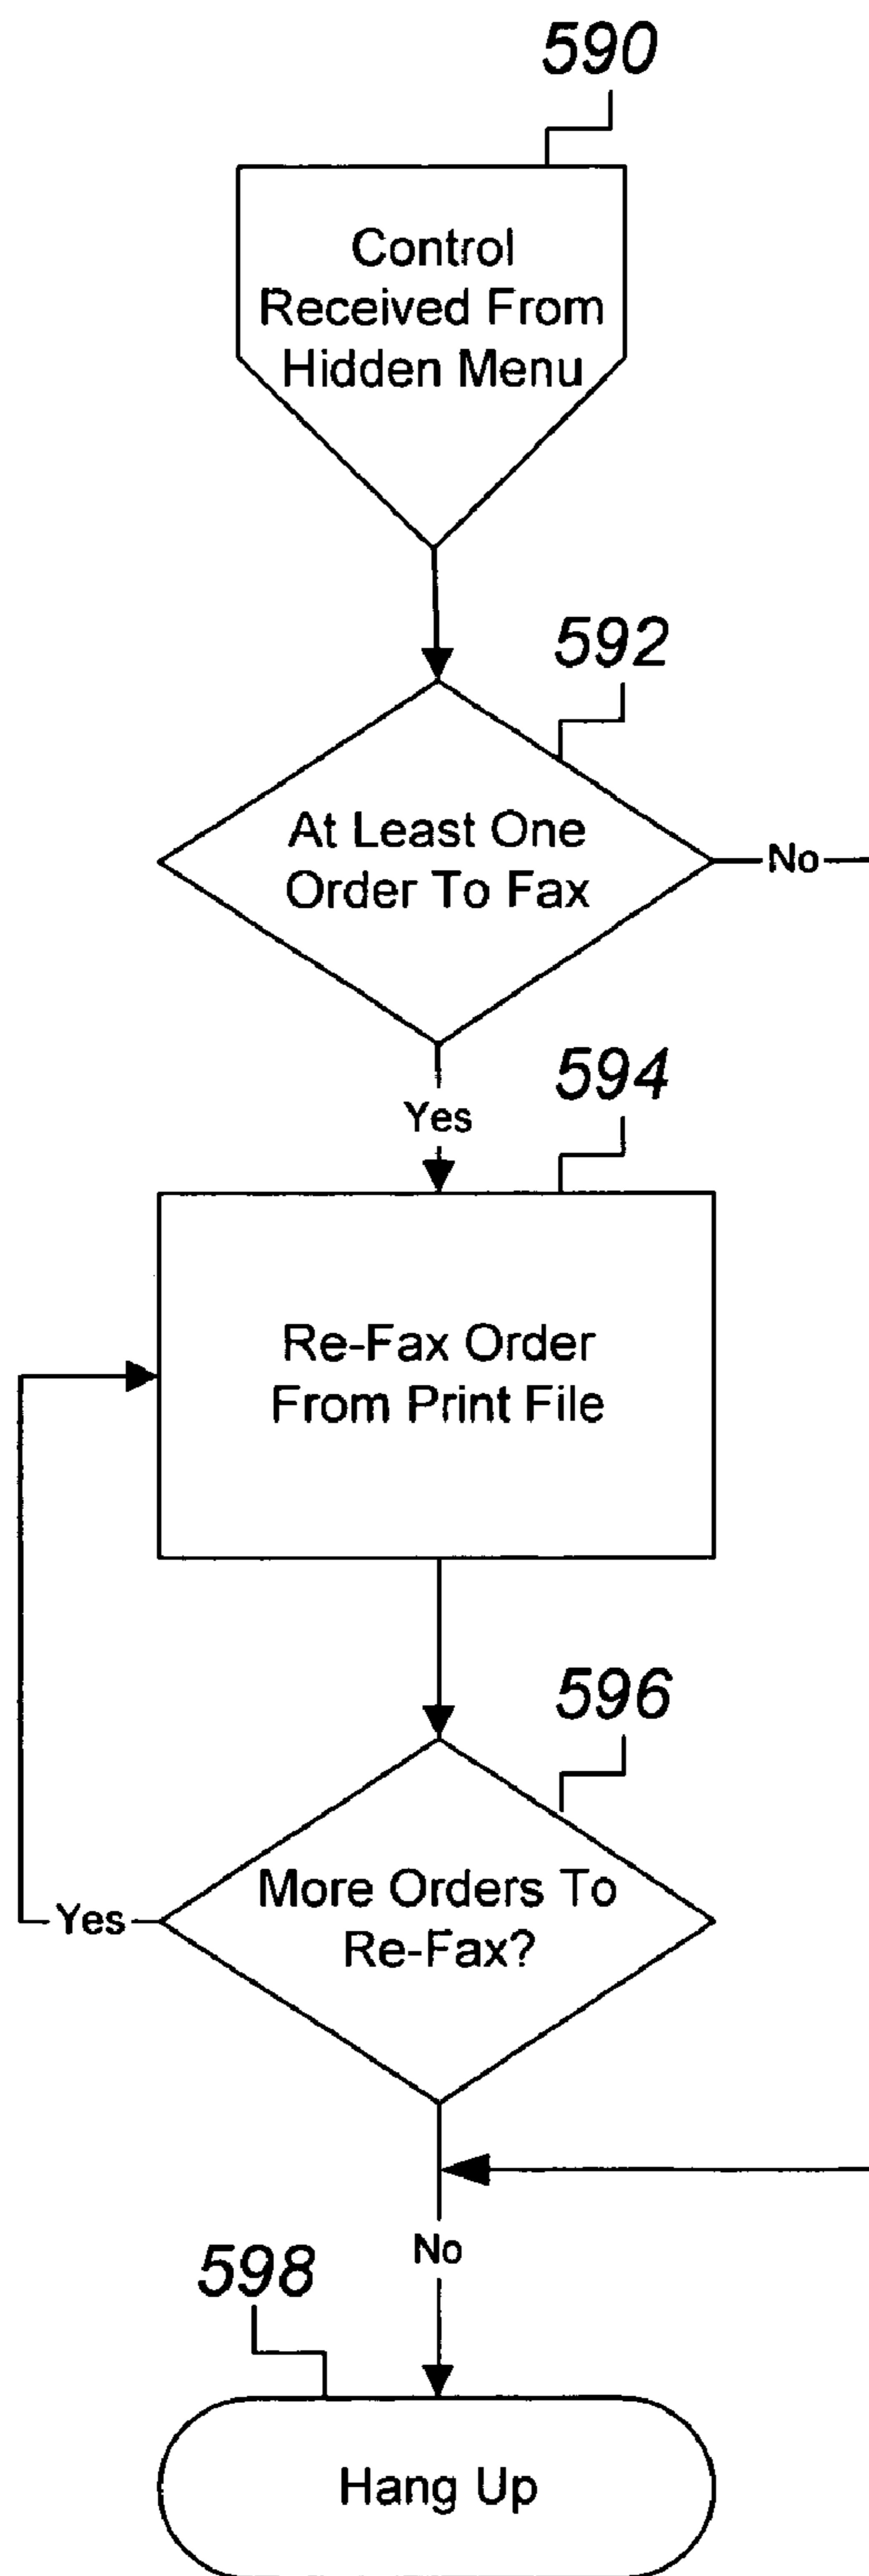 590
Control
Received From
Hidden Menu
592
At Least One
Order To Fax
No
Yes
594
Re-Fax Order
From Print File
596
More Orders To
Re-Fax?
Yes
No
598
Hang Up